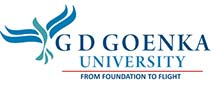 G D GOENKA
UNIVERSITY
FROM FOUNDATION TO FLIGHT